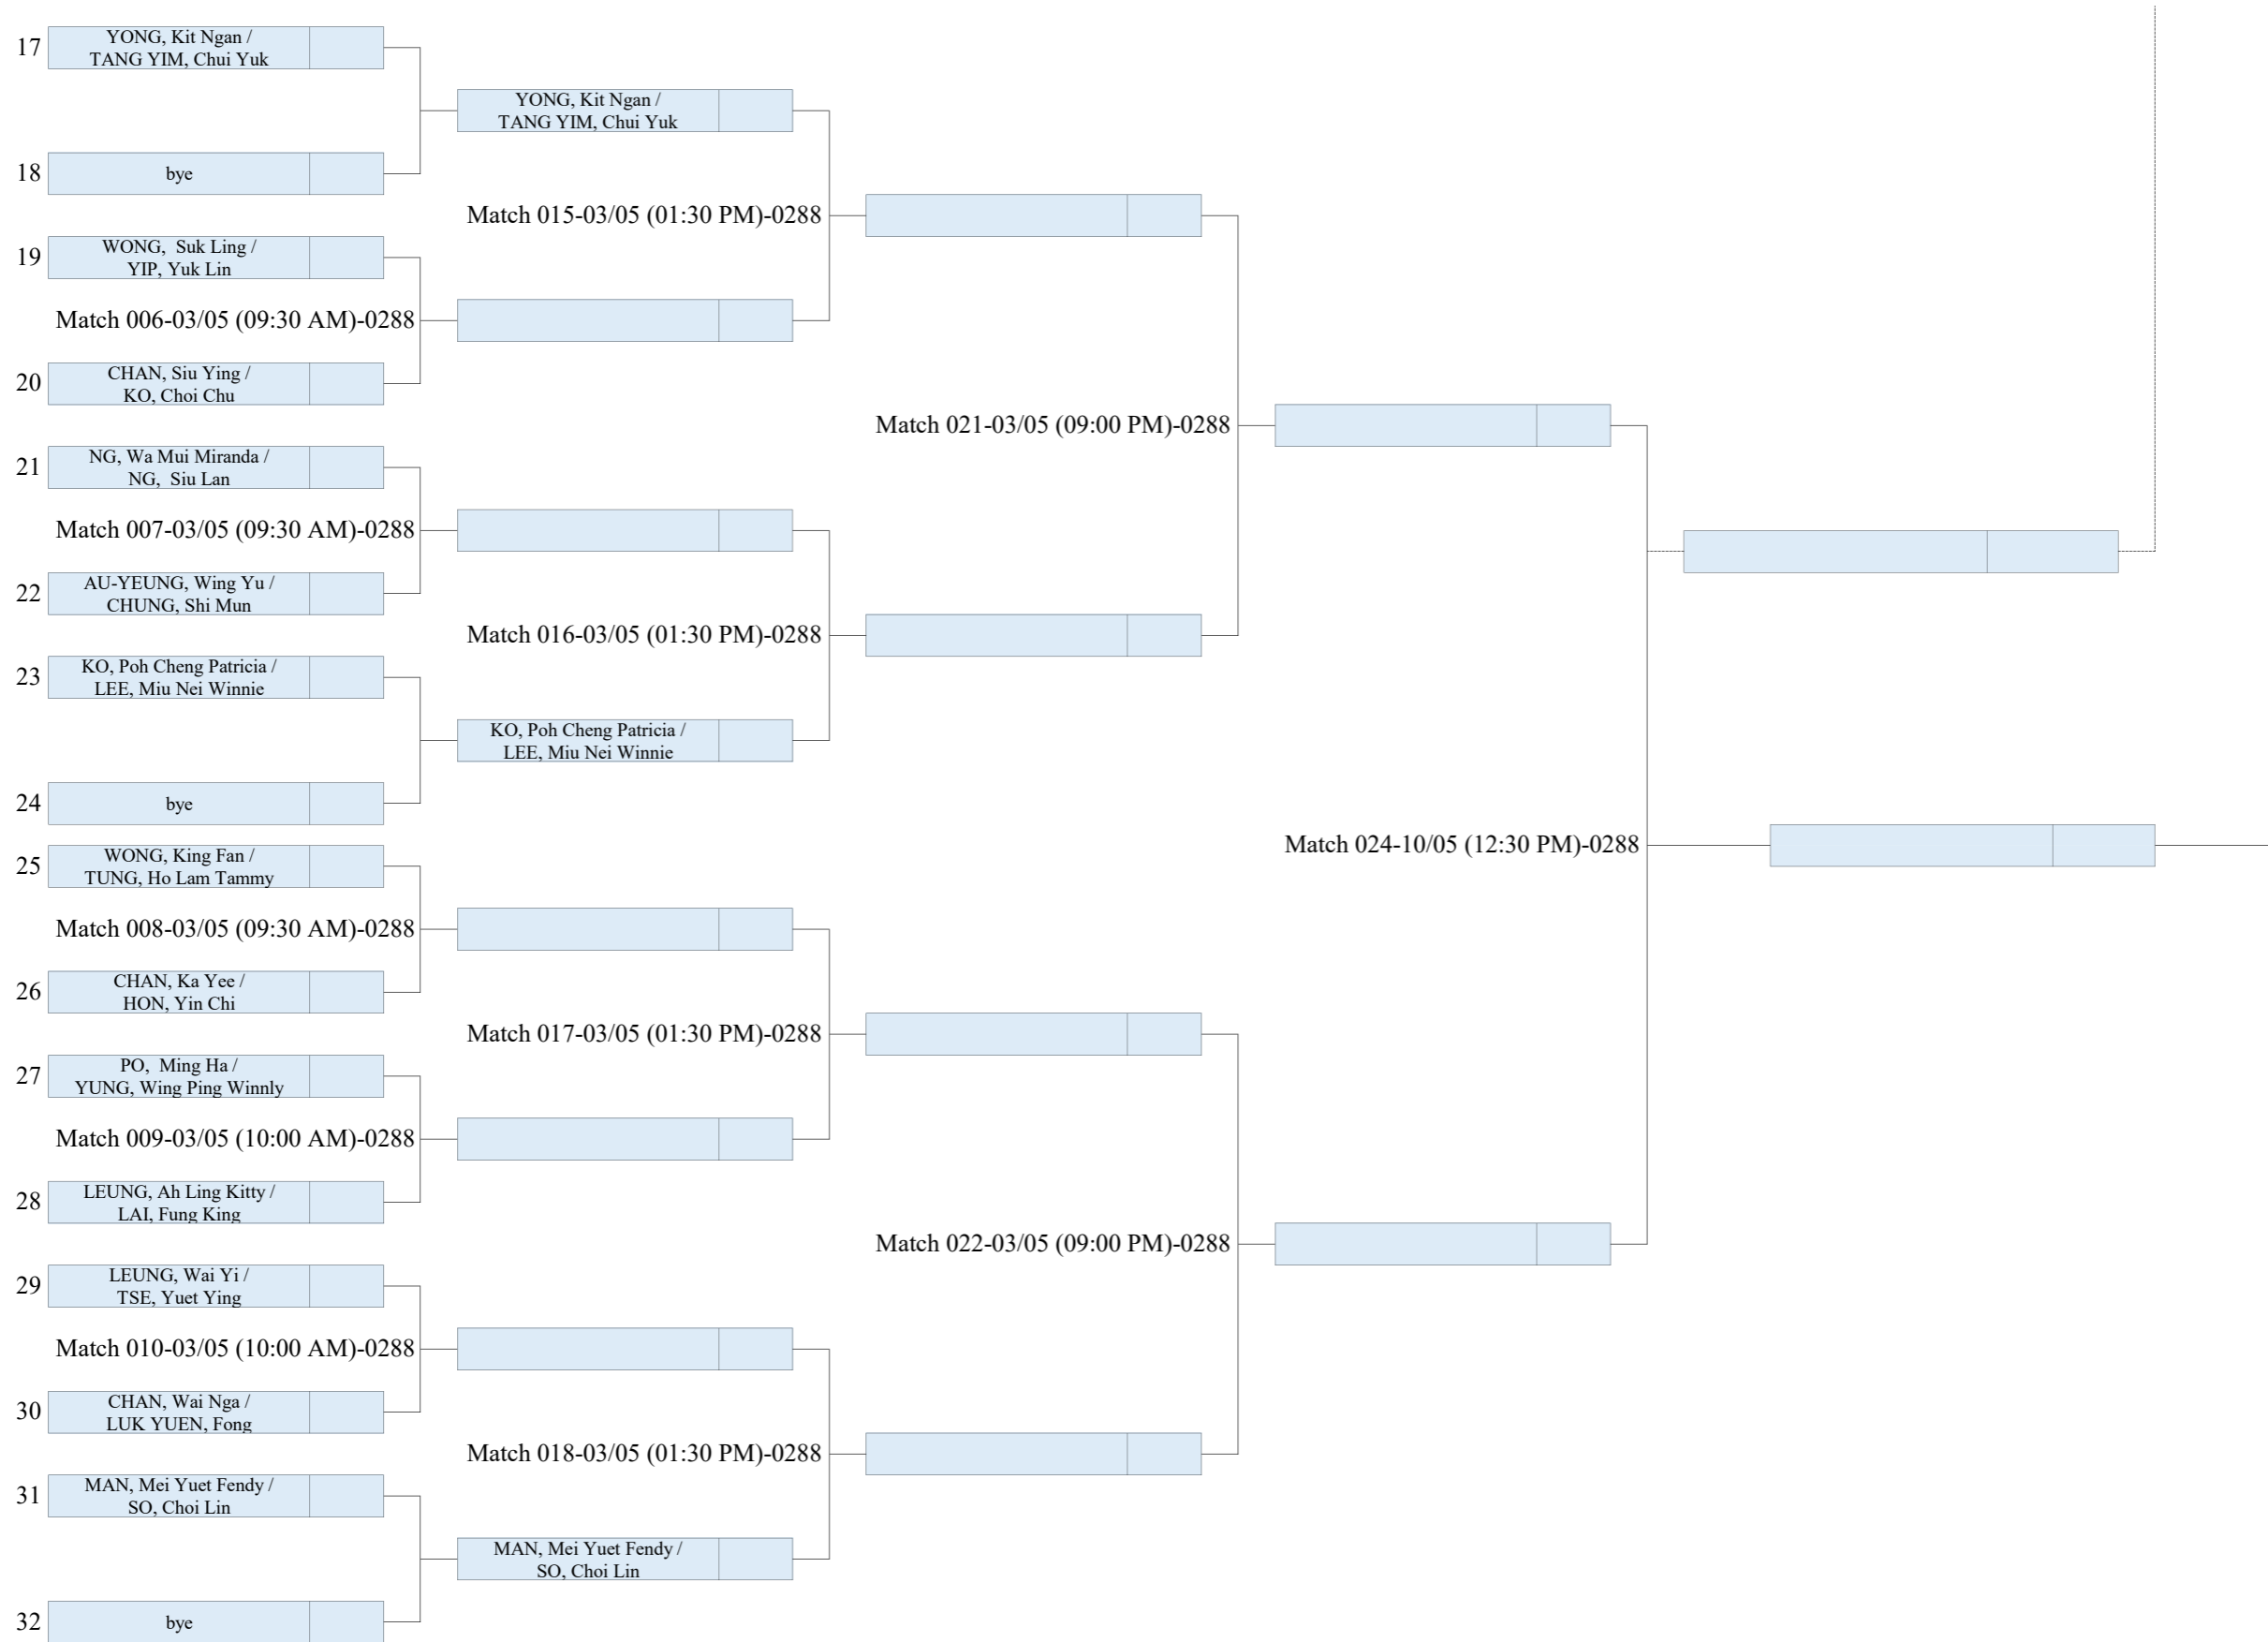 17
YONG, Kit Ngan /
TANG YIM, Chui Yuk
YONG, Kit Ngan /
TANG YIM, Chui Yuk
18
bye
Match 015-03/05 (01:30 PM)-0288
19
WONG,  Suk Ling /
YIP, Yuk Lin
Match 006-03/05 (09:30 AM)-0288
20
CHAN, Siu Ying /
KO, Choi Chu
Match 021-03/05 (09:00 PM)-0288
21
NG, Wa Mui Miranda /
NG,  Siu Lan
Match 007-03/05 (09:30 AM)-0288
22
AU-YEUNG, Wing Yu /
CHUNG, Shi Mun
Match 016-03/05 (01:30 PM)-0288
23
KO, Poh Cheng Patricia /
LEE, Miu Nei Winnie
KO, Poh Cheng Patricia /
LEE, Miu Nei Winnie
24
bye
Match 024-10/05 (12:30 PM)-0288
25
WONG, King Fan /
TUNG, Ho Lam Tammy
Match 008-03/05 (09:30 AM)-0288
26
CHAN, Ka Yee /
HON, Yin Chi
Match 017-03/05 (01:30 PM)-0288
27
PO,  Ming Ha /
YUNG, Wing Ping Winnly
Match 009-03/05 (10:00 AM)-0288
28
LEUNG, Ah Ling Kitty /
LAI, Fung King
Match 022-03/05 (09:00 PM)-0288
29
LEUNG, Wai Yi /
TSE, Yuet Ying
Match 010-03/05 (10:00 AM)-0288
30
CHAN, Wai Nga /
LUK YUEN, Fong
Match 018-03/05 (01:30 PM)-0288
31
MAN, Mei Yuet Fendy /
SO, Choi Lin
MAN, Mei Yuet Fendy /
SO, Choi Lin
32
bye